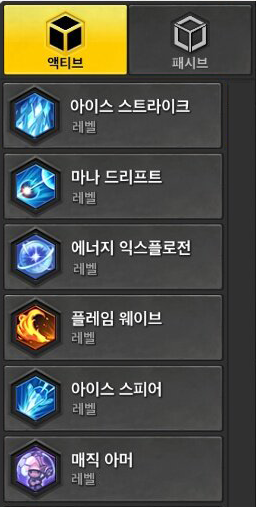 액티브
패시브
아이스 스트라이크
레벨
마나 드리프트
레벨
에너지 익스플로전
레벨
플레임 웨이브
레벨
아이스 스피어
레벨
매직 아머
레벨